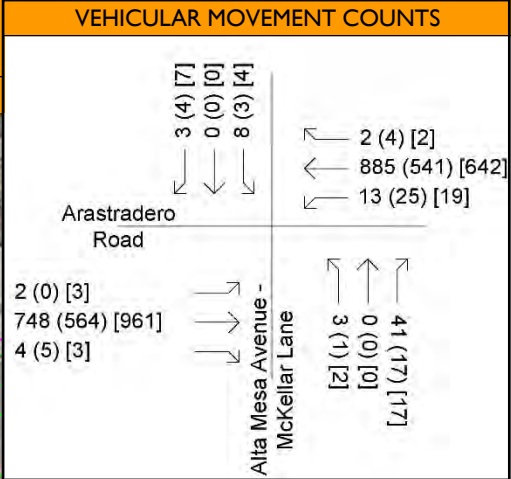 VEHICULAR MOVEMENT COUNTS
3 (4) [7]
0 (0) [0]
8 (3) [4]
2 (4) [2]
885 (541) [642]
13 (25) [19]
Arastradero
Road
2 (0) [3]
748 (564) [961]
4 (5) [3]
Alta Mesa Avenue -
McKellar Lane
3 (1) [2]
0 (0) [0]
41 (17) [17]